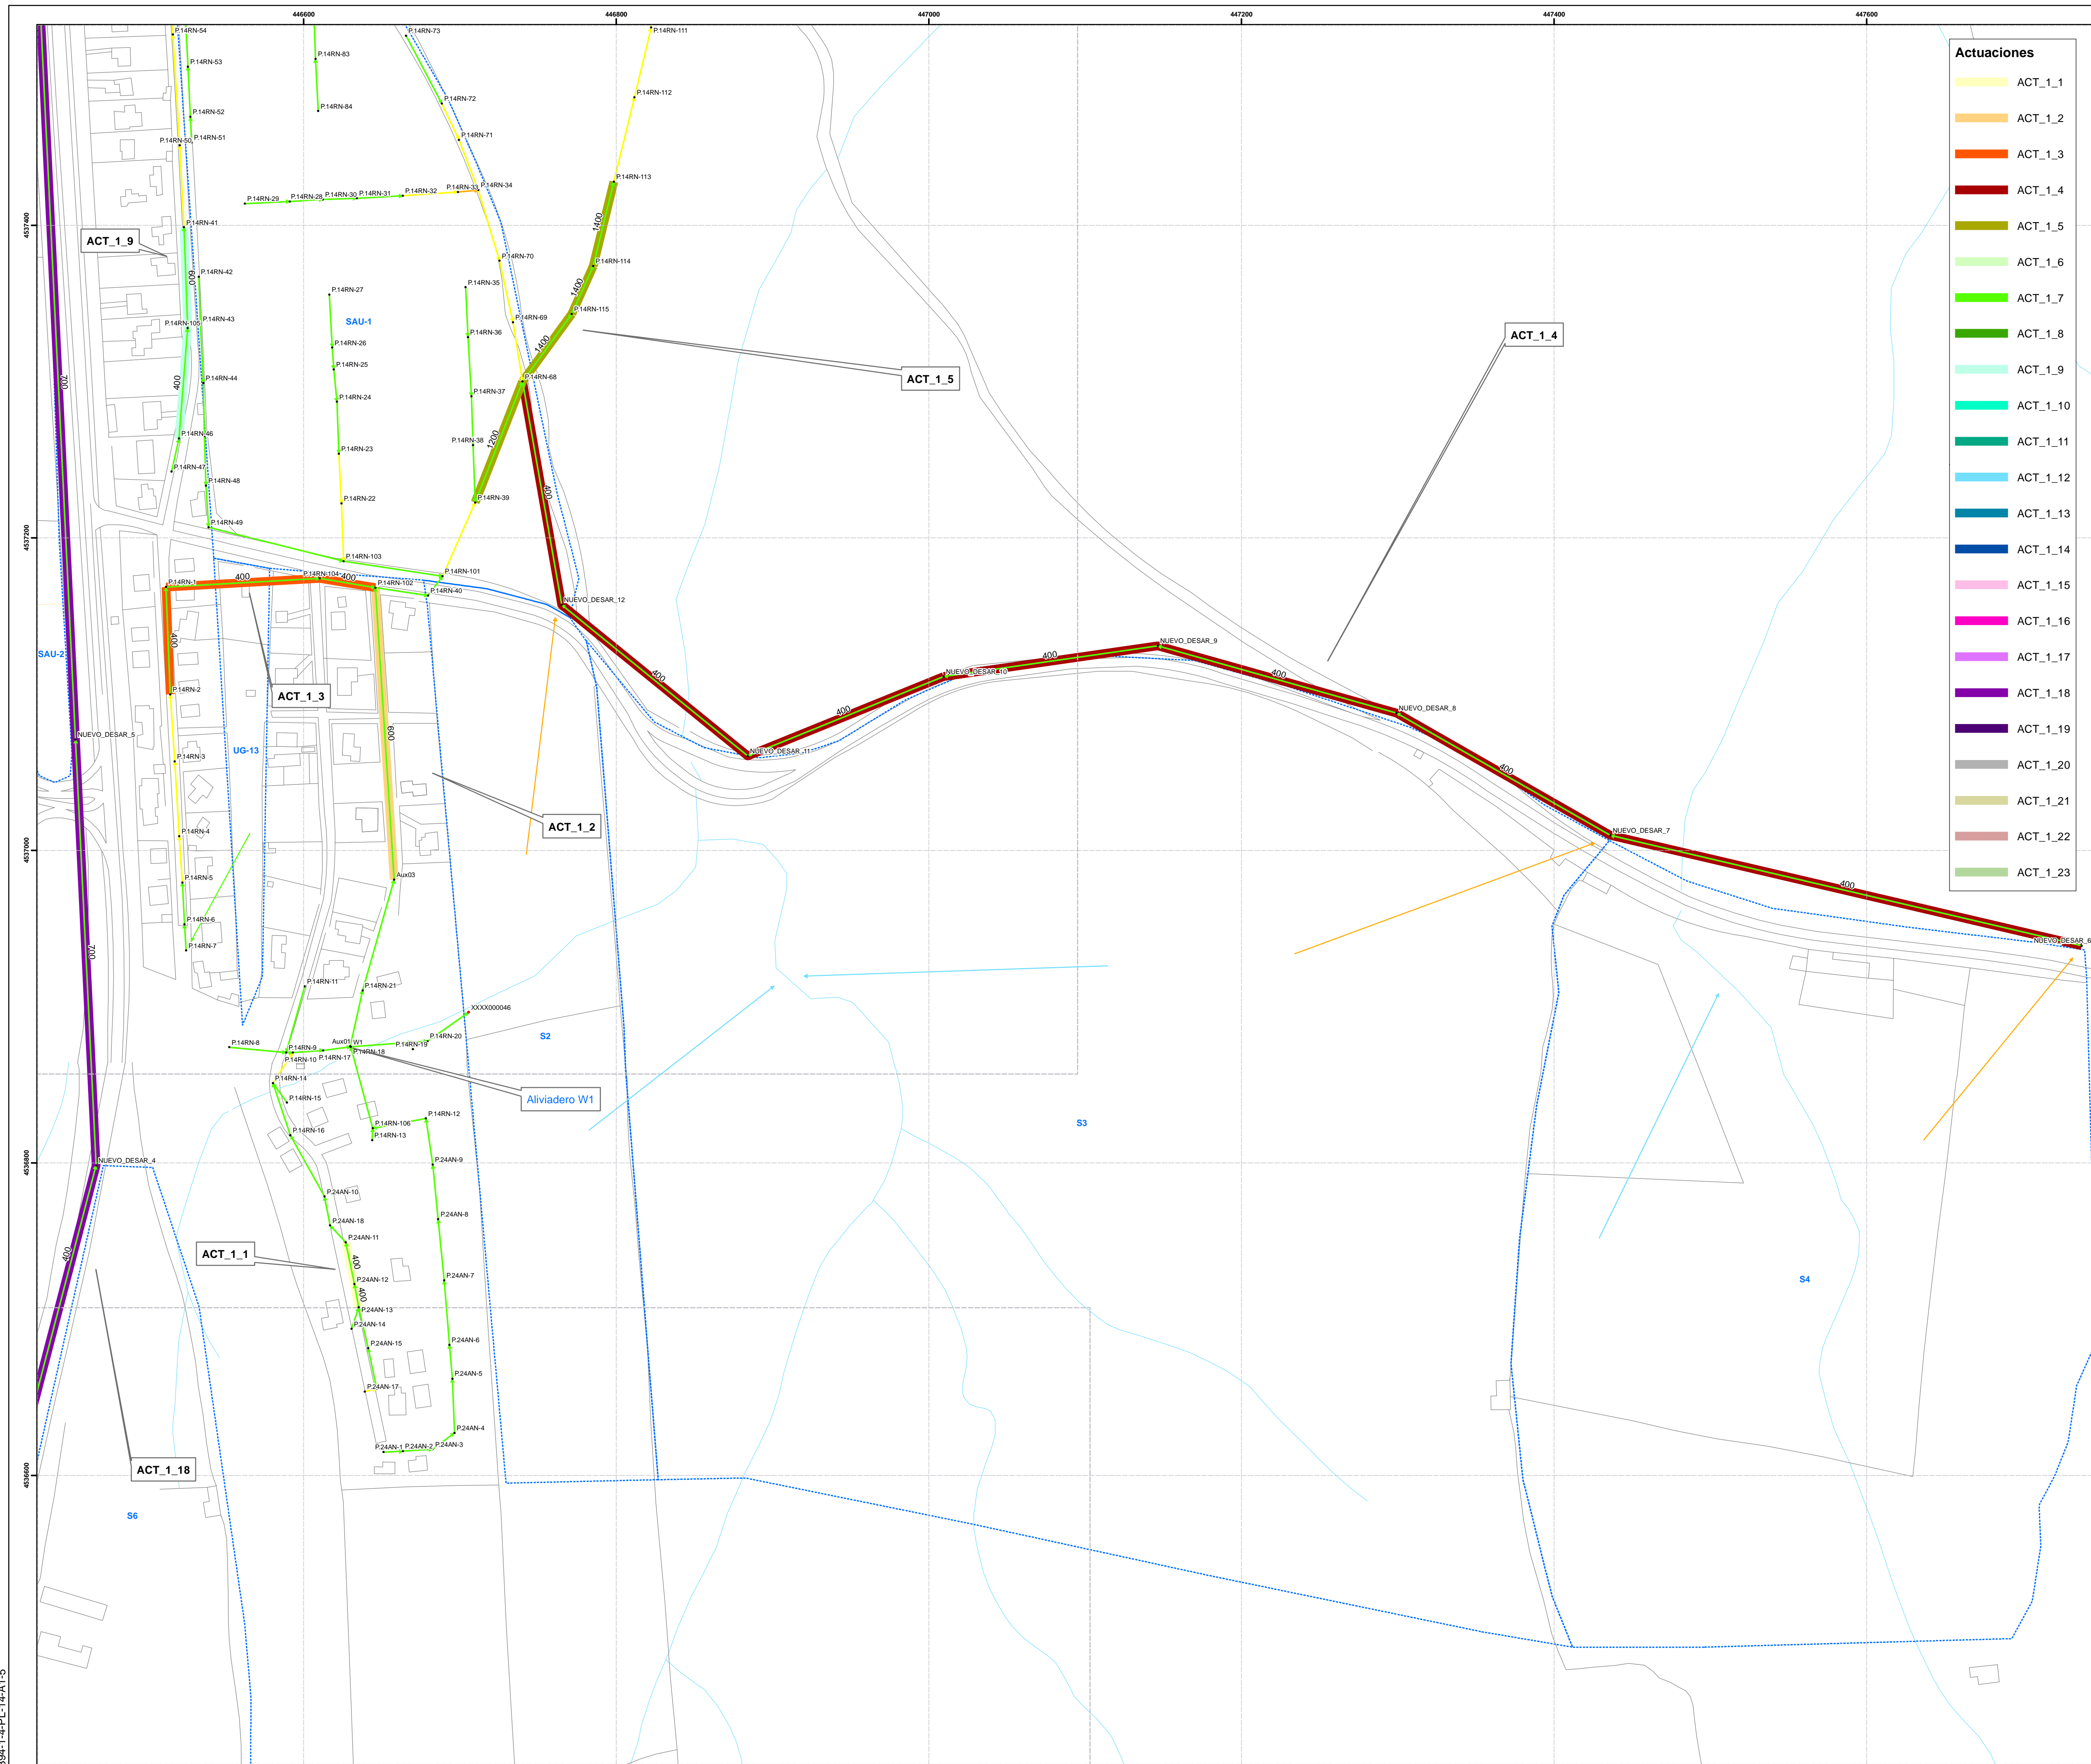 446600
446800
447000
447200
447400
447600
4537400
4537200
4537000
4536800
4536600
Actuaciones
ACT_1_1
ACT_1_2
ACT_1_3
ACT_1_4
ACT_1_5
ACT_1_6
ACT_1_7
ACT_1_8
ACT_1_9
ACT_1_10
ACT_1_11
ACT_1_12
ACT_1_13
ACT_1_14
ACT_1_15
ACT_1_16
ACT_1_17
ACT_1_18
ACT_1_19
ACT_1_20
ACT_1_21
ACT_1_22
ACT_1_23
P.14RN-54
P.14RN-53
P.14RN-52
P.14RN-51
P.14RN-50
P.14RN-83
P.14RN-84
P.14RN-73
P.14RN-72
P.14RN-71
P.14RN-111
P.14RN-112
P.14RN-113
P.14RN-29
P.14RN-28
P.14RN-30
P.14RN-31
P.14RN-32
P.14RN-33
P.14RN-34
P.14RN-41
ACT_1_9
600
P.14RN-42
P.14RN-70
1400
P.14RN-114
P.14RN-27
SAU-1
P.14RN-35
1400
P.14RN-43
P.14RN-105
P.14RN-69
P.14RN-115
P.14RN-26
P.14RN-36
1400
ACT_1_4
P.14RN-25
ACT_1_5
700
400
P.14RN-44
P.14RN-68
P.14RN-24
P.14RN-37
P.14RN-46
P.14RN-38
1200
P.14RN-23
P.14RN-47
P.14RN-48
400
P.14RN-22
P.14RN-39
P.14RN-49
P.14RN-103
P.14RN-101
P.14RN-104
400
400
P.14RN-1
P.14RN-102
P.14RN-40
NUEVO_DESAR_12
400
SAU-2
NUEVO_DESAR_9
400
400
NUEVO_DESAR_10
400
P.14RN-2
ACT_1_3
400
NUEVO_DESAR_8
600
NUEVO_DESAR_5
UG-13
NUEVO_DESAR_11
P.14RN-3
400
ACT_1_2
P.14RN-4
NUEVO_DESAR_7
Aux03
P.14RN-5
400
P.14RN-6
P.14RN-7
NUEVO_DESAR_6
700
P.14RN-11
P.14RN-21
XXXX000046
S2
P.14RN-8
P.14RN-9
Aux01
W1
P.14RN-19
P.14RN-20
P.14RN-10
P.14RN-17
P.14RN-18
P.14RN-14
Aliviadero W1
P.14RN-15
P.14RN-12
S3
P.14RN-16
P.14RN-106
P.14RN-13
NUEVO_DESAR_4
P.24AN-9
P.24AN-10
P.24AN-8
P.24AN-18
400
ACT_1_1
P.24AN-11
400
P.24AN-12
P.24AN-7
S4
400
P.24AN-13
P.24AN-14
P.24AN-15
P.24AN-6
P.24AN-17
P.24AN-5
P.24AN-4
P.24AN-1
P.24AN-2
P.24AN-3
ACT_1_18
S6